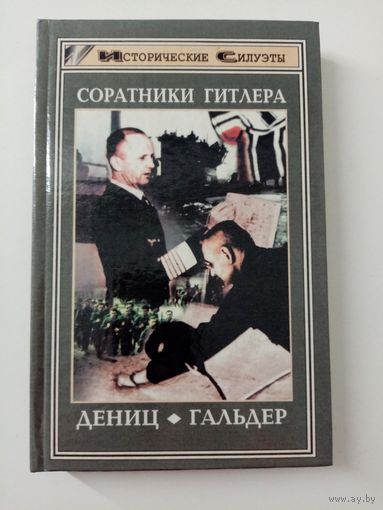 Исторические Силуэты
СОРАТНИКИ ГИТЛЕРА
ДЕНИЦ ◆ ГАЛЬДЕР
www.ay.by